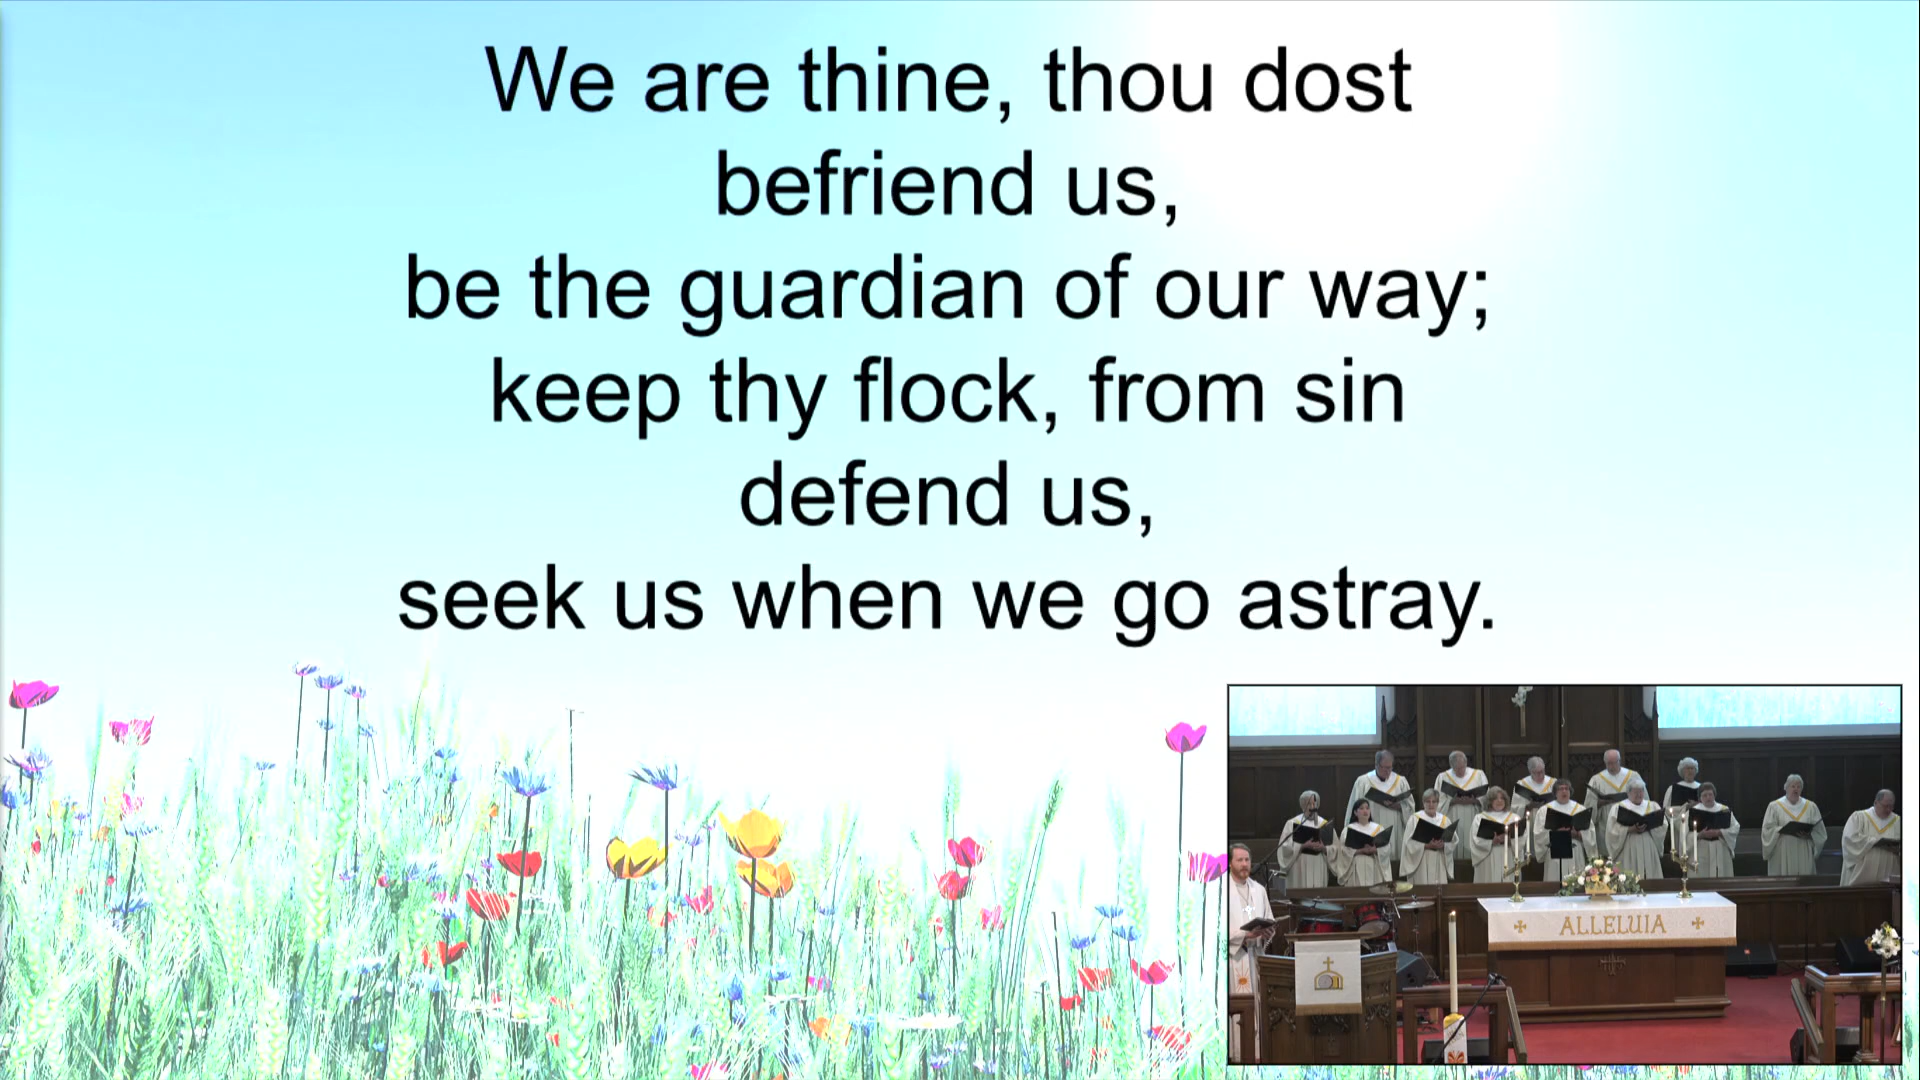 We are thine, thou dost
befriend us,
be the guardian of our way;
keep thy flock, from sin
defend us,
seek us when we go astray.
ALLELUIA